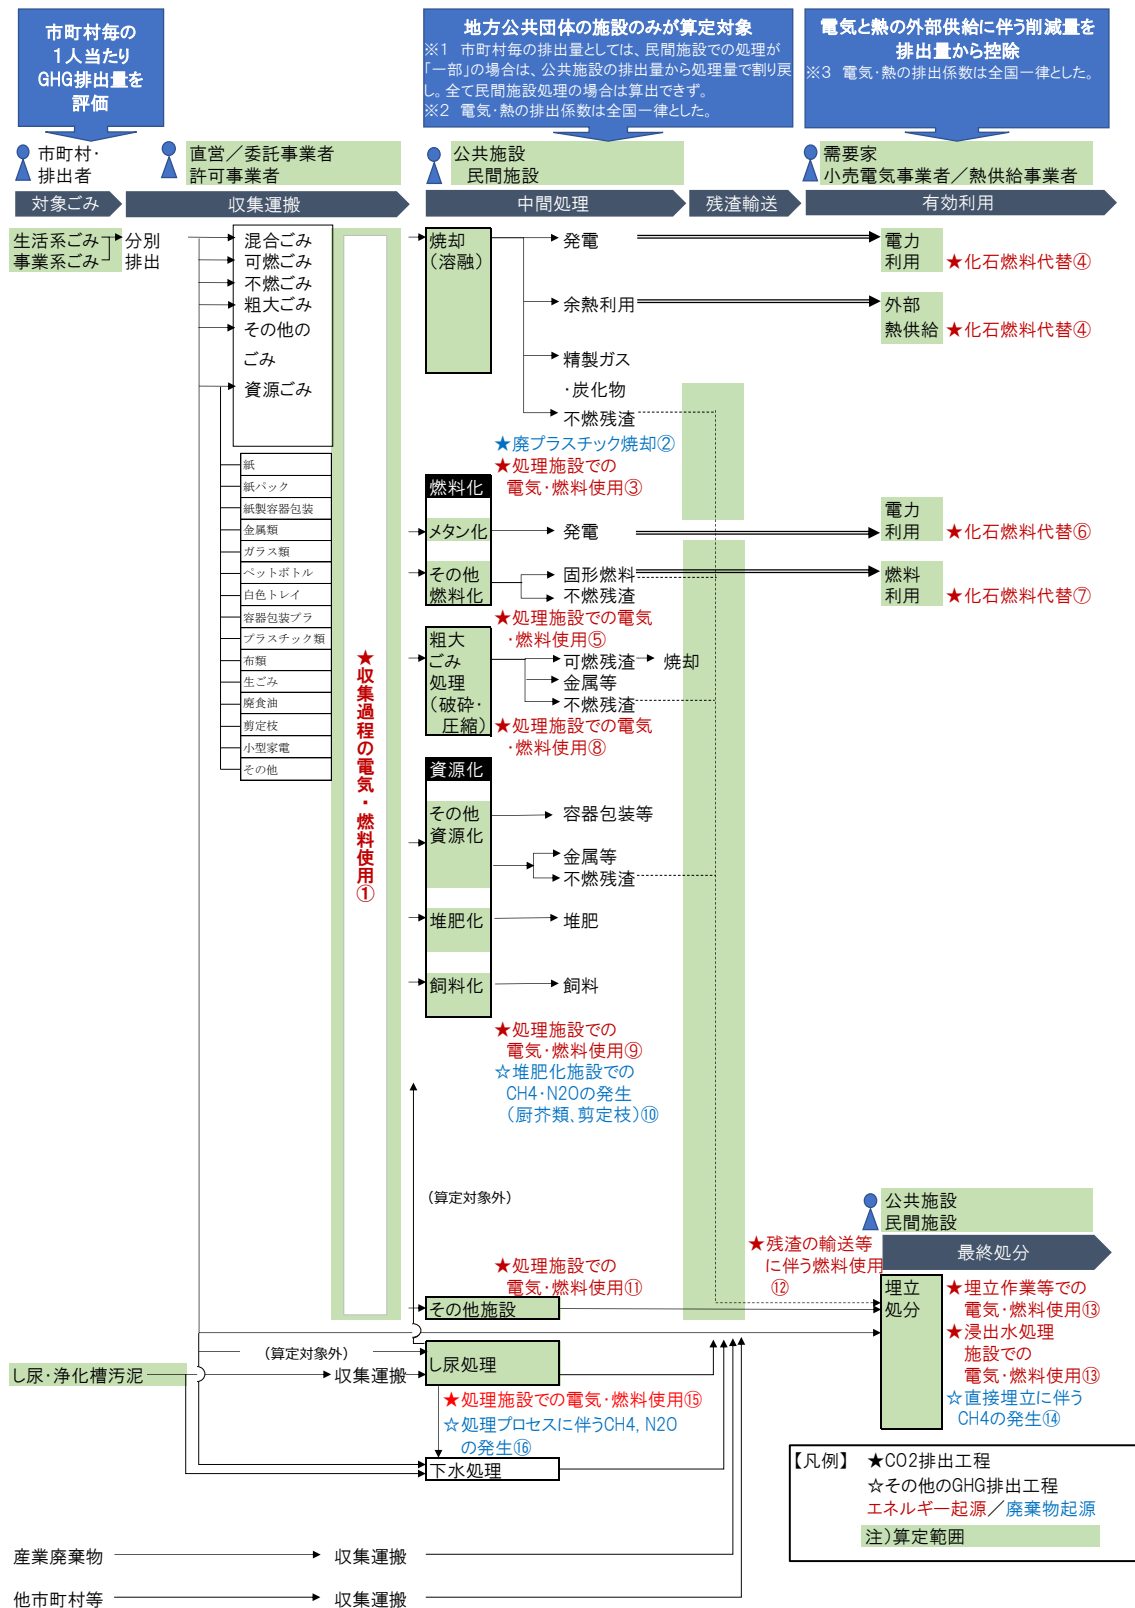 市町村毎の
1人当たり
GHG排出量を
評価
地方公共団体の施設のみが算定対象
※1 市町村毎の排出量としては、民間施設での処理が
「一部」の場合は、公共施設の排出量から処理量で割り戻
し。全て民間施設処理の場合は算出できず。
※2 電気・熱の排出係数は全国一律とした。
電気と熱の外部供給に伴う削減量を
排出量から控除
※3 電気・熱の排出係数は全国一律とした。
市町村・
排出者
直営／委託事業者
許可事業者
公共施設
民間施設
需要家
小売電気事業者／熱供給事業者
対象ごみ
収集運搬
中間処理
残渣輸送
有効利用
生活系ごみ
事業系ごみ
分別
排出
混合ごみ
可燃ごみ
不燃ごみ
粗大ごみ
その他の
ごみ
資源ごみ
紙
紙パック
紙製容器包装
金属類
ガラス類
ペットボトル
白色トレイ
容器包装プラ
プラスチック類
布類
生ごみ
廃食油
剪定枝
小型家電
その他
★収集過程の電気・燃料使用①
焼却
（溶融）
発電
余熱利用
精製ガス
・炭化物
不燃残渣
電力
利用
★化石燃料代替④
外部
熱供給
★化石燃料代替④
★廃プラスチック焼却②
★処理施設での
電気・燃料使用③
燃料化
メタン化
発電
電力
利用
★化石燃料代替⑥
その他
燃料化
固形燃料
不燃残渣
燃料
利用
★化石燃料代替⑦
★処理施設での電気
・燃料使用⑤
粗大
ごみ
処理
（破砕・
圧縮）
可燃残渣
焼却
金属等
不燃残渣
★処理施設での電気
・燃料使用⑧
資源化
その他
資源化
容器包装等
金属等
不燃残渣
堆肥化
堆肥
飼料化
飼料
★処理施設での
電気・燃料使用⑨
☆堆肥化施設での
CH4・N2Oの発生
（厨芥類、剪定枝）⑩
（算定対象外）
公共施設
民間施設
最終処分
★残渣の輸送等
に伴う燃料使用
⑫
★処理施設での
電気・燃料使用⑪
その他施設
埋立
処分
★埋立作業等での
電気・燃料使用⑬
★浸出水処理
施設での
電気・燃料使用⑬
☆直接埋立に伴う
CH4の発生⑭
（算定対象外）
し尿処理
し尿・浄化槽汚泥
収集運搬
★処理施設での電気・燃料使用⑮
☆処理プロセスに伴うCH4, N2O
の発生⑯
下水処理
【凡例】 ★CO2排出工程
☆その他のGHG排出工程
エネルギー起源／廃棄物起源
注）算定範囲
産業廃棄物
収集運搬
他市町村等
収集運搬